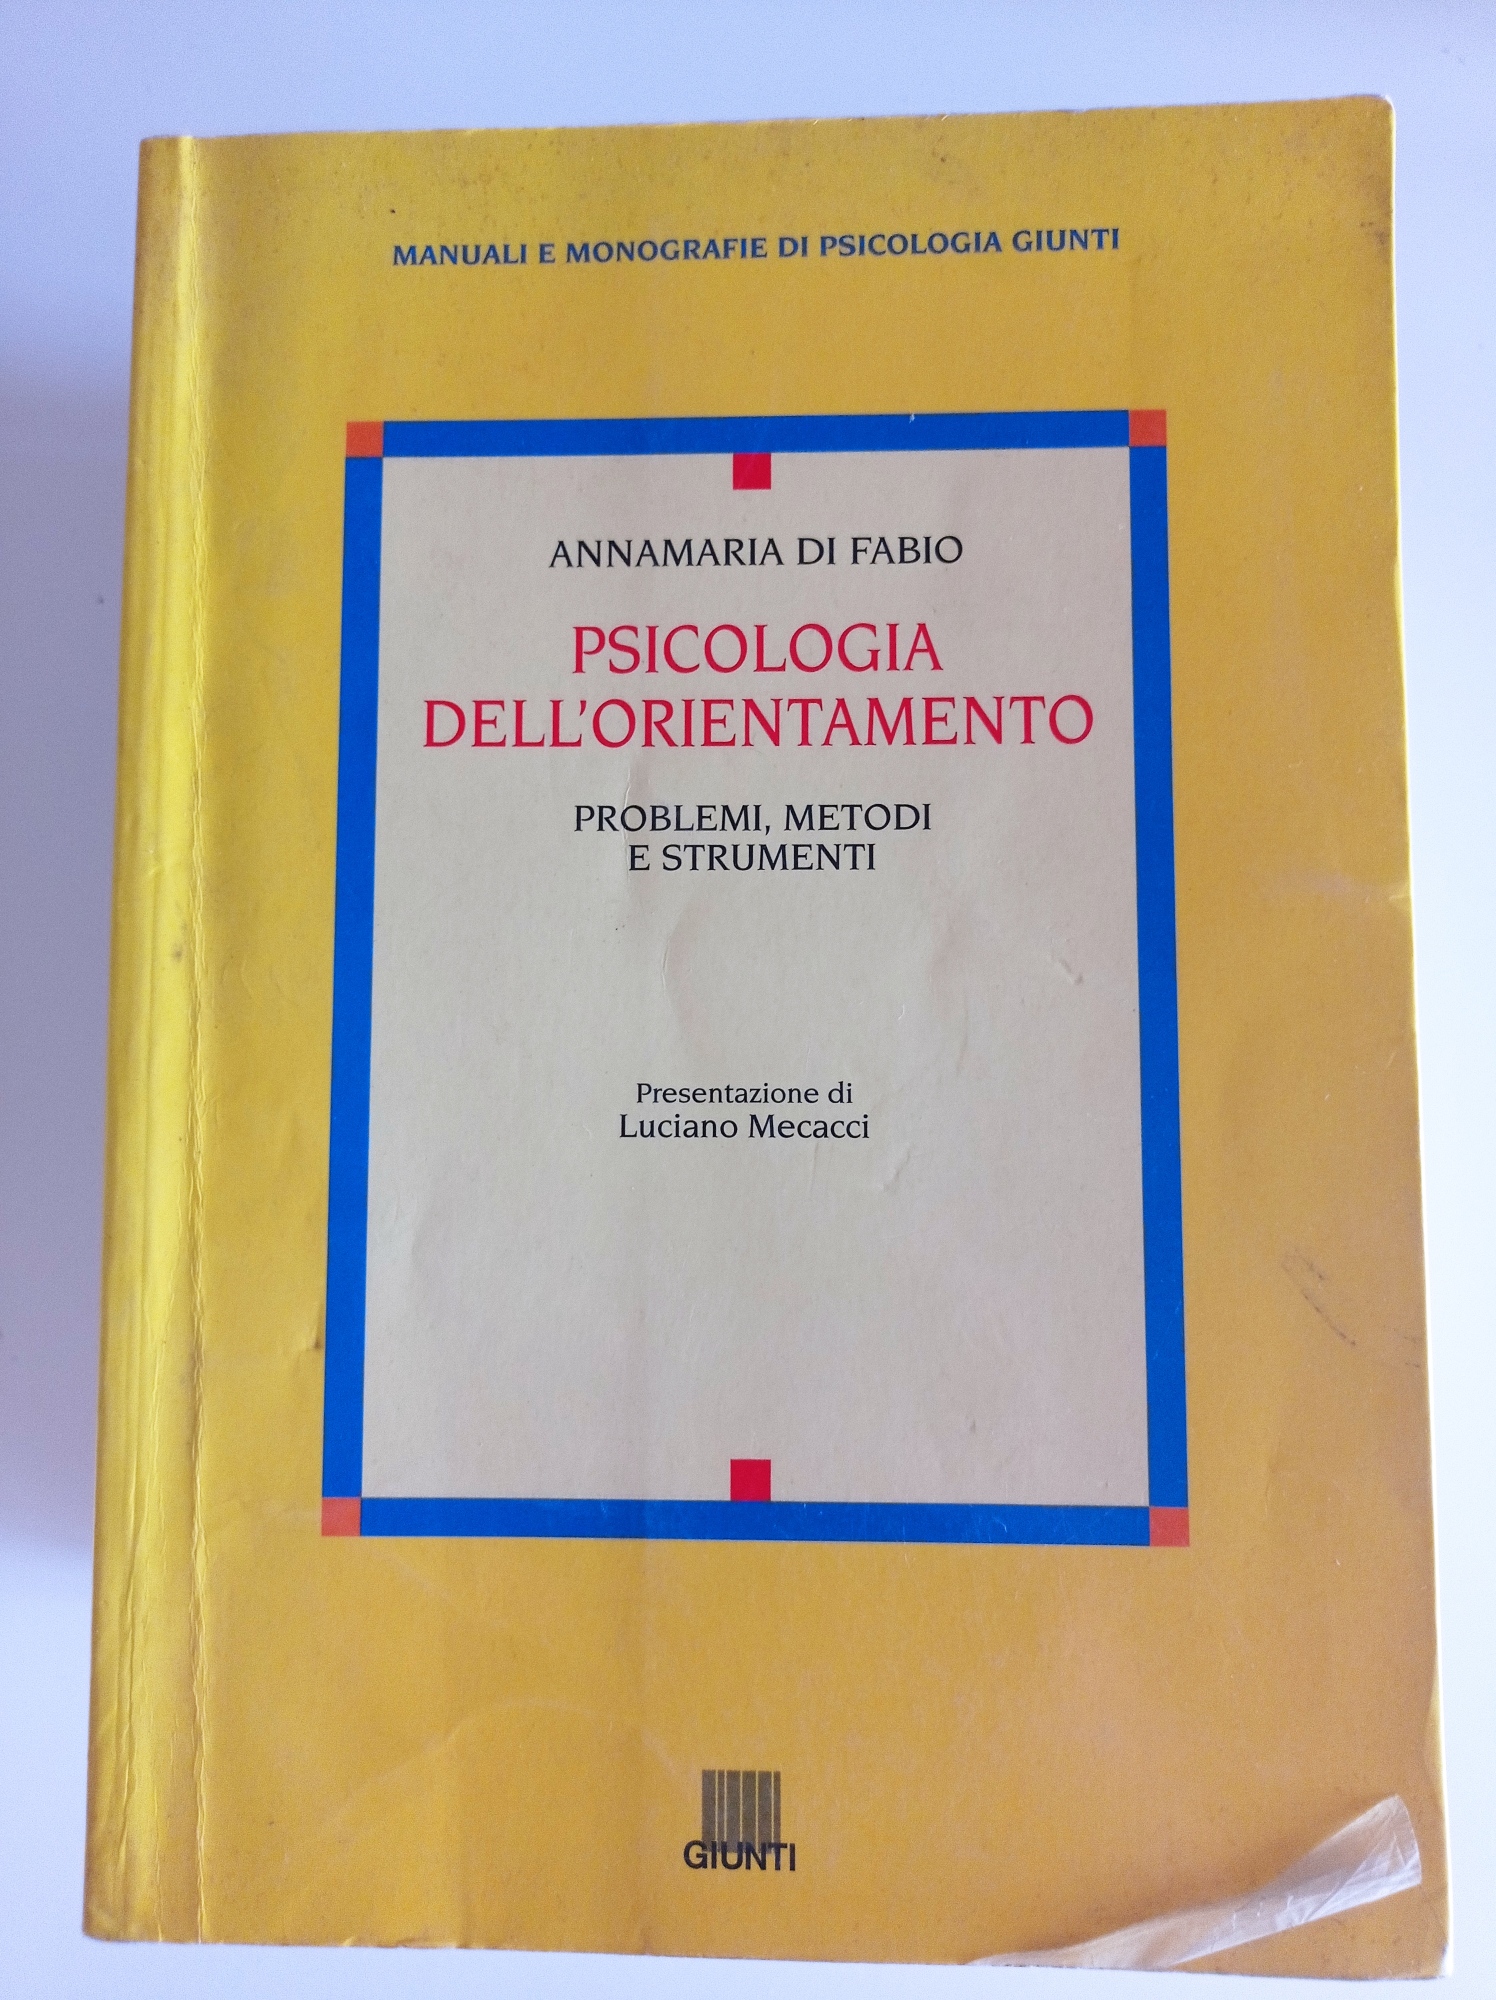 MANUALI E MONOGRAFIE DI PSICOLOGIA GIUNTI
ANNAMARIA DI FABIO
PSICOLOGIA
DELL'ORIENTAMENTO
PROBLEMI, METODI
E STRUMENTI
Presentazione di
Luciano Mecacci
GIUNTI